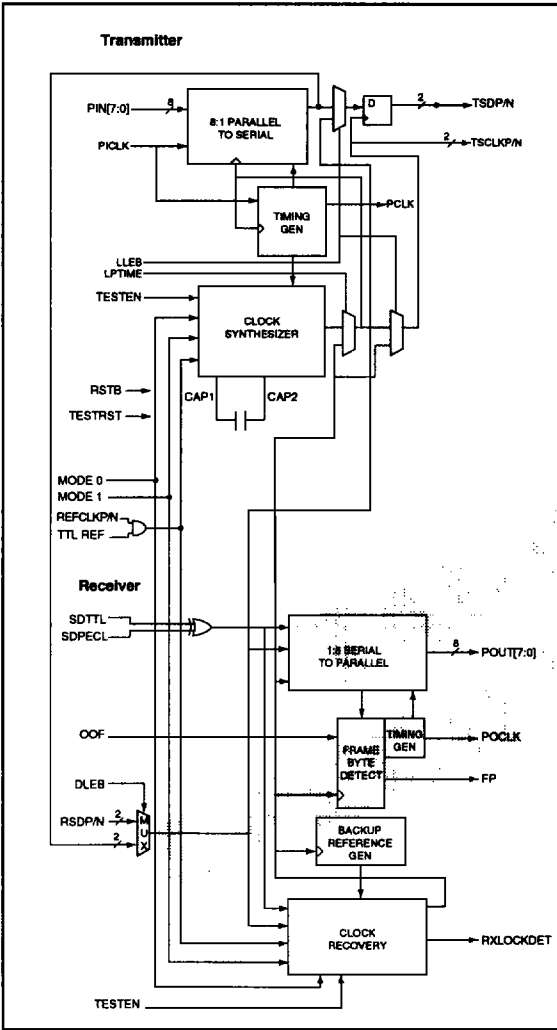 Transmitter
PIN[7:0]
8
8:1 PARALLEL
TO SERIAL
D
2
TSDP/N
PICLK
2
TSCLKP/N
TIMING
GEN
PCLK
LLEB
LPTIME
TESTEN
CLOCK
SYNTHESIZER
CAP1
CAP2
RSTB
TESTRST
MODE 0
MODE 1
REFCLKP/N
TTL REF
Receiver
SDTTL
SDPECL
1:8 SERIAL
TO PARALLEL
8
POUT[7:0]
OOF
FRAME
BYTE
DETECT
TIMING
GEN
POCLK
FP
DLEB
RSDP/N
2
2
MUX
BACKUP
REFERENCE
GEN
CLOCK
RECOVERY
RXLOCKDET
TESTEN